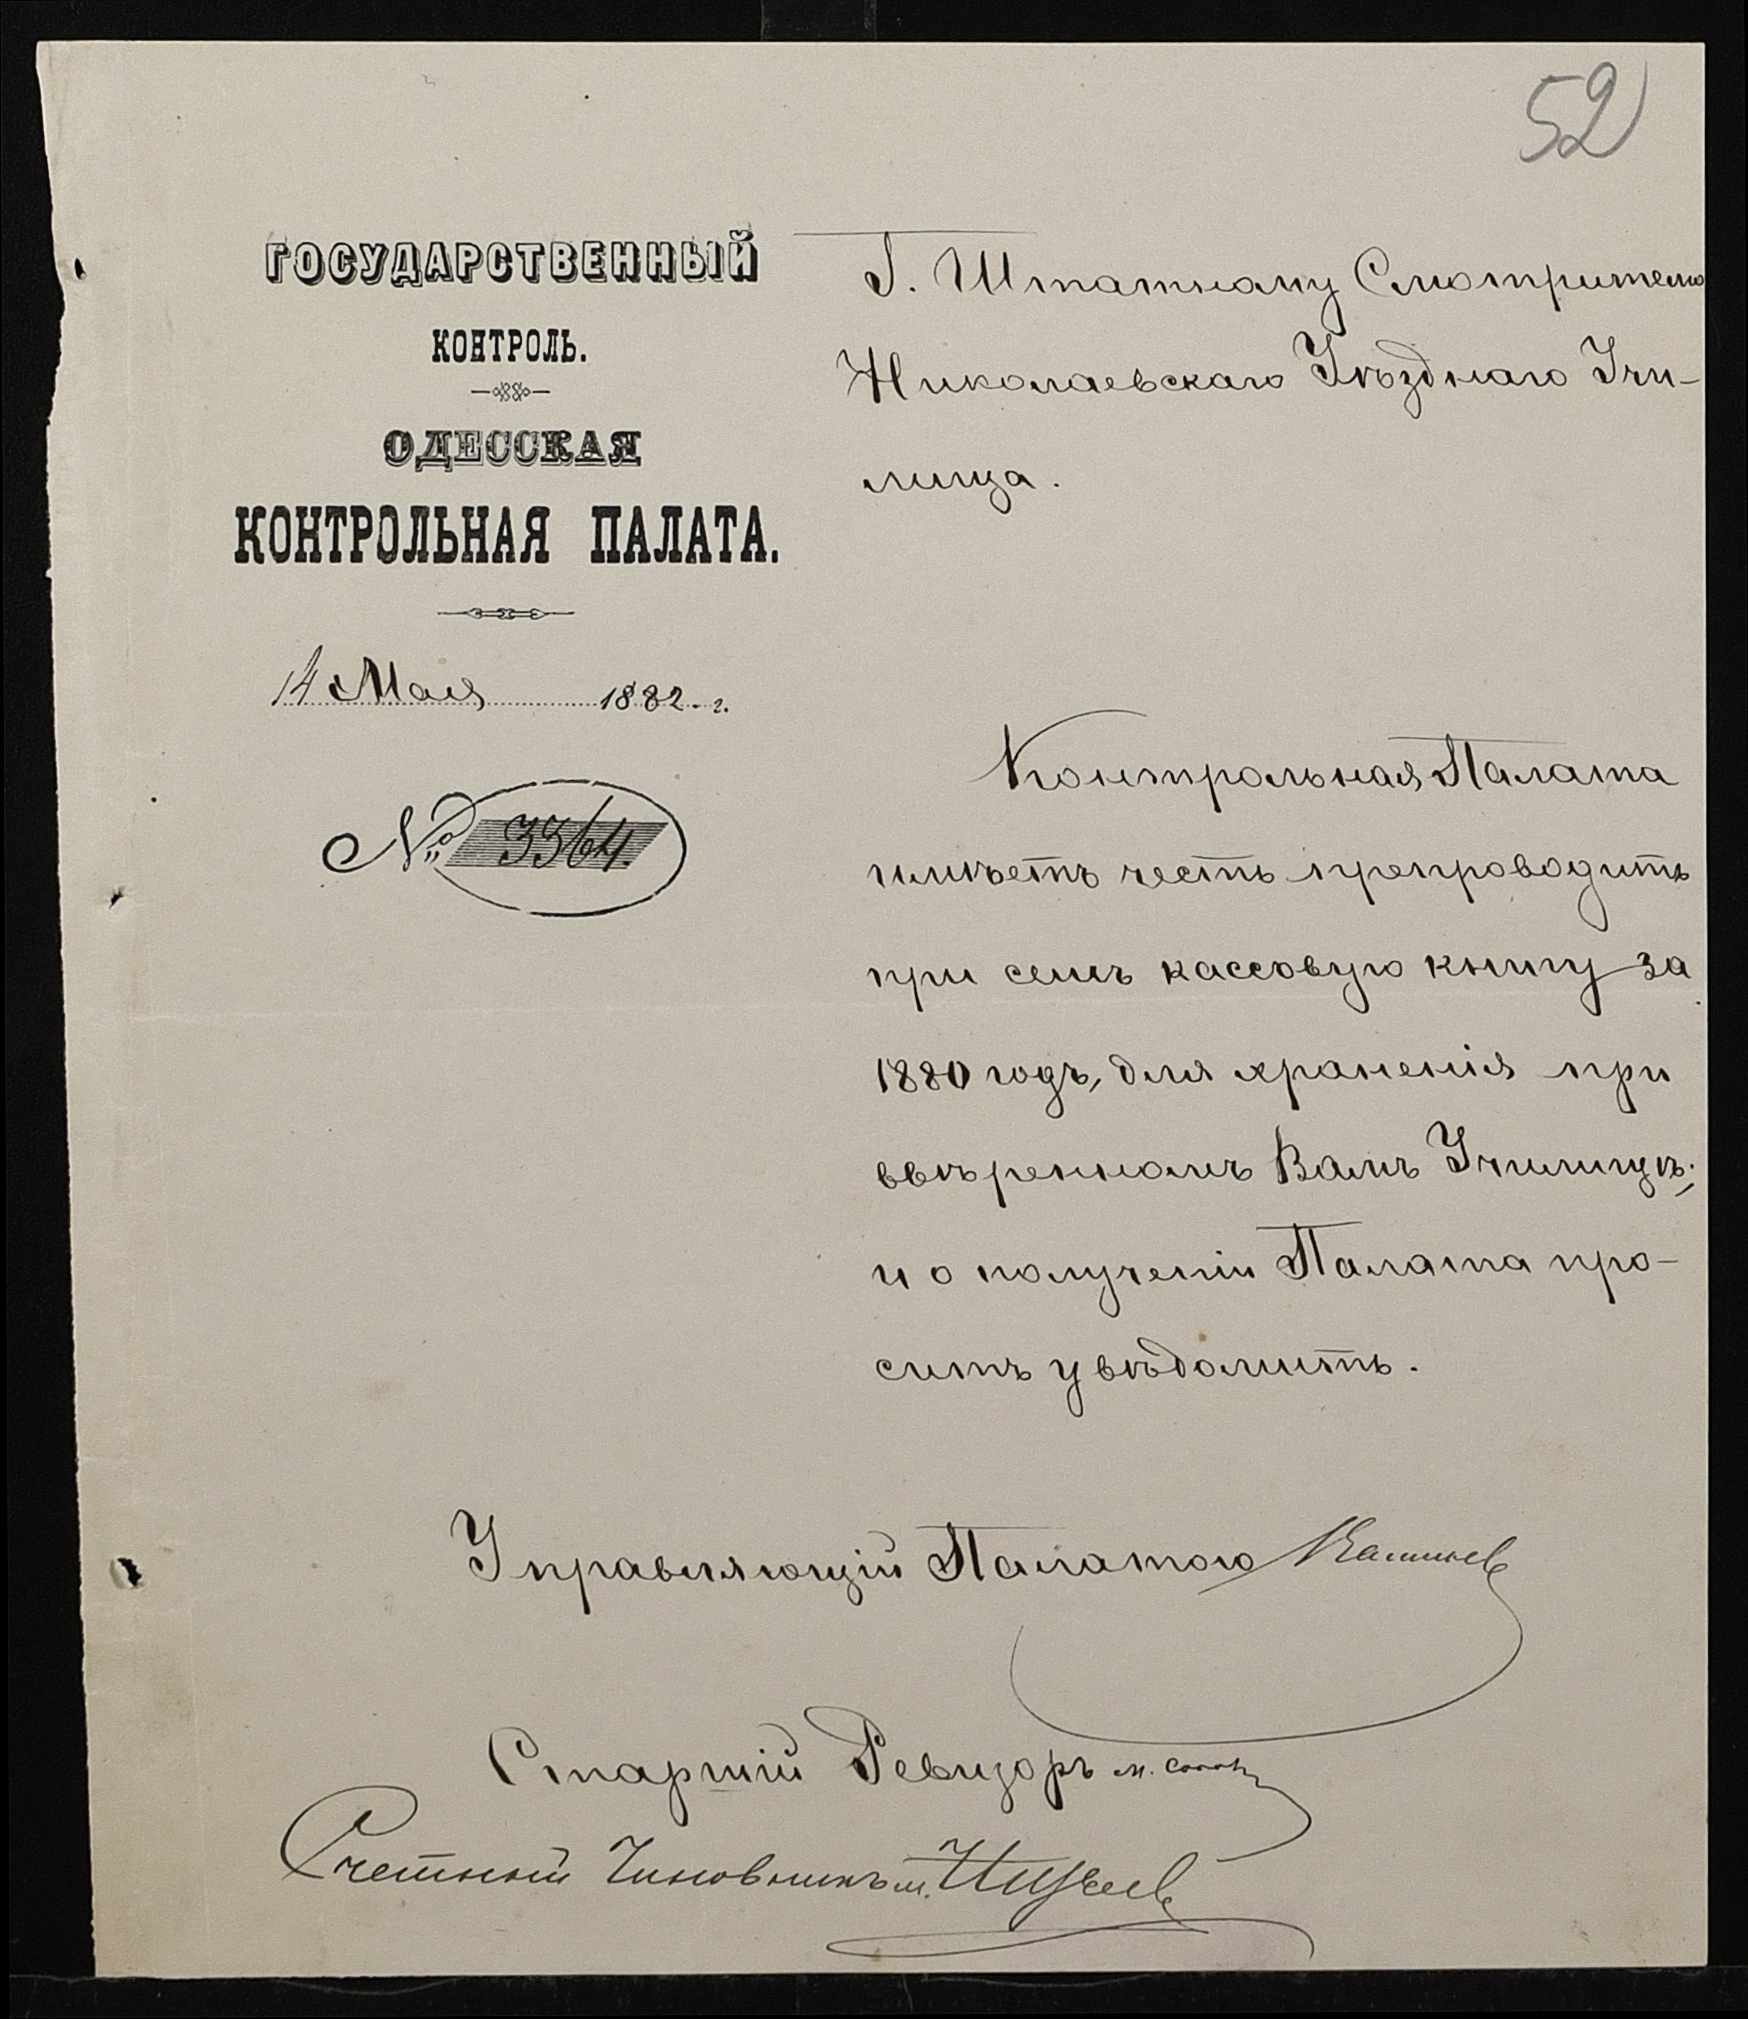 52
ГОСУДАРСТВЕННЫЙ
КОНТРОЛЬ.
ОДЕССКАЯ
КОНТРОЛЬНАЯ ПАЛАТА.
14 Мая 1882. г.
№ 3364.
Г. Штатному Смотрителю
Николаевскаго Уѣзднаго Учи-
лища.
Контрольная Палата
имѣетъ честь препроводить
при семъ кассовую книгу за
1880 годъ, для храненія при
ввѣренномъ Вамъ Училищѣ;
и о полученіи Палата про-
ситъ увѣдомить.
Управляющій Палатою
Старшій Ревизоръ
Счетный Чиновникъ